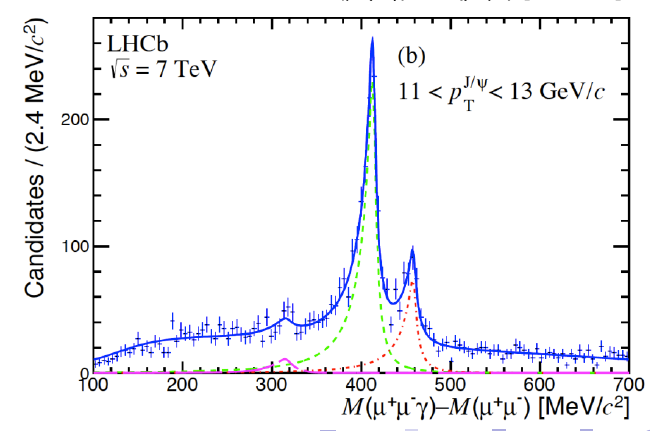 LHCb
√s = 7 TeV
(b)
11 < p_T^{J/ψ} < 13 GeV/c
Candidates / (2.4 MeV/c²)
200
100
0
100 200 300 400 500 600 700
M(μ⁺μ⁻γ)–M(μ⁺μ⁻) [MeV/c²]